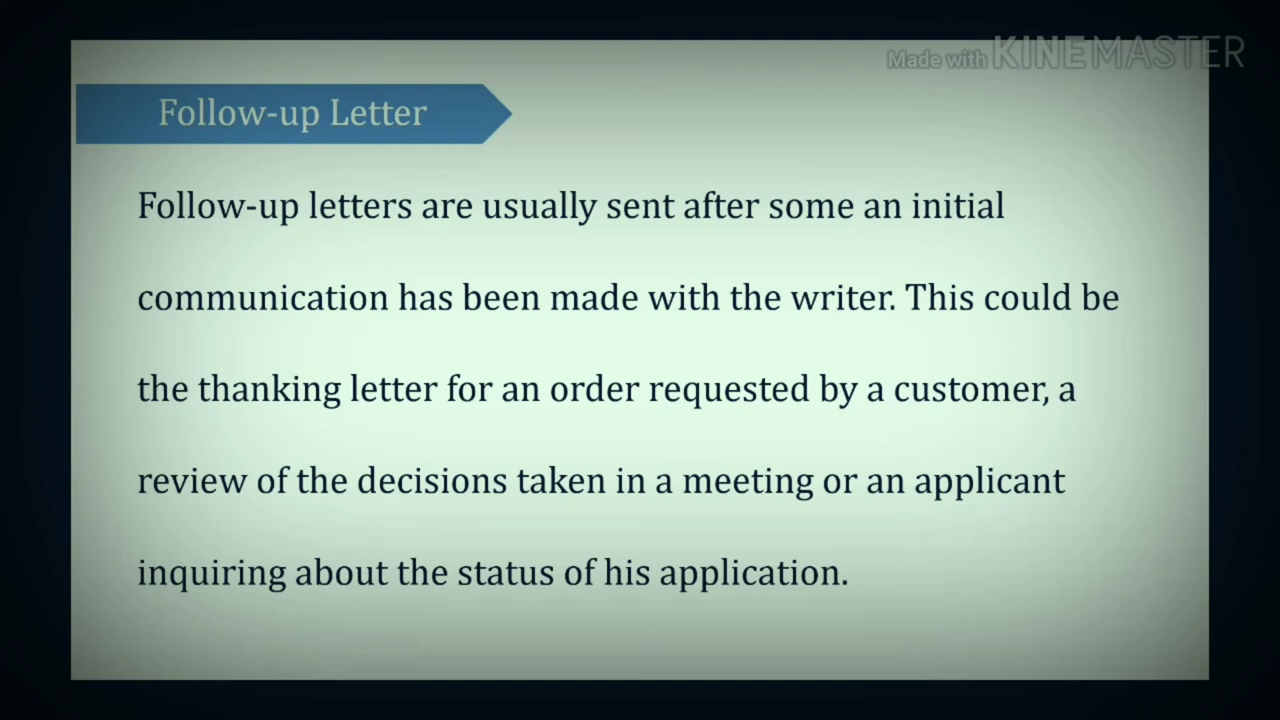 Made with KINEMASTER
Follow-up Letter
Follow-up letters are usually sent after some an initial
communication has been made with the writer. This could be
the thanking letter for an order requested by a customer, a
review of the decisions taken in a meeting or an applicant
inquiring about the status of his application.